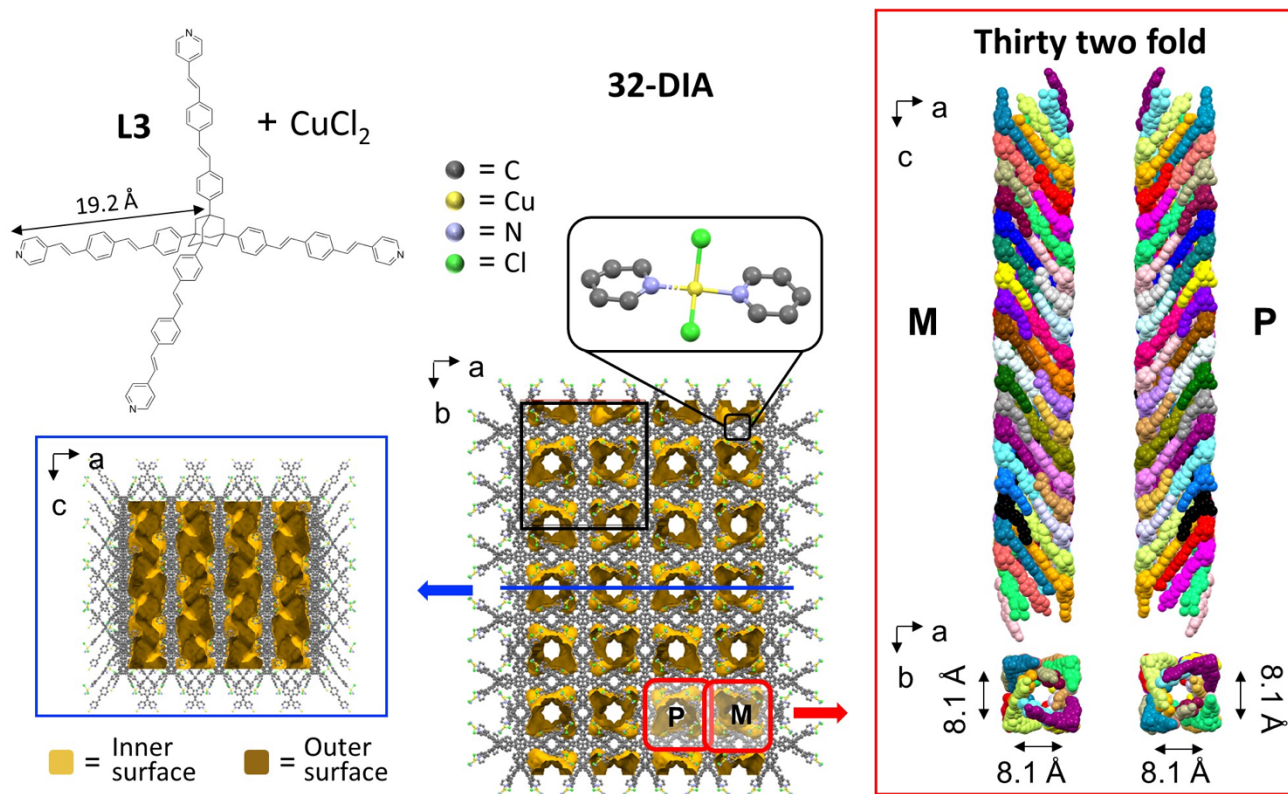 N
L3 + CuCl2
19.2 Å
N
N
N
32-DIA
= C
= Cu
= N
= Cl
a
b
a
c
P
M
= Inner surface
= Outer surface
Thirty two fold
a
c
M
P
a
b
8.1 Å
8.1 Å
8.1 Å
8.1 Å